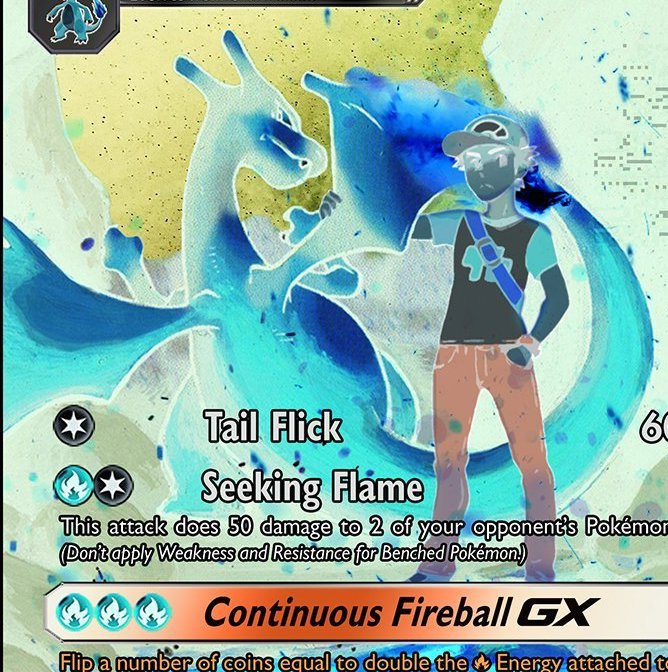 Tail Flick 60
Seeking Flame
This attack does 50 damage to 2 of your opponent's Pokémon
(Don't apply Weakness and Resistance for Benched Pokémon.)
Continuous Fireball GX
Flip a number of coins equal to double the Energy attached